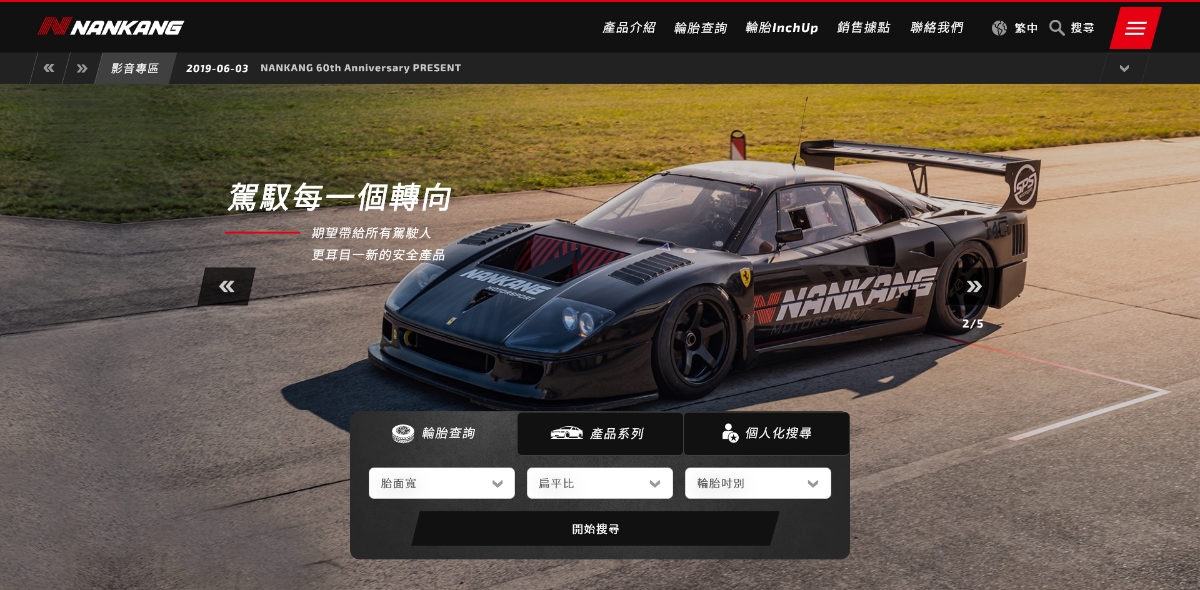 NANKANG
產品介紹 輪胎查詢 輪胎InchUp 銷售據點 聯絡我們 繁中 搜尋
影音專區 2019-06-03 NANKANG 60th Anniversary PRESENT
駕馭每一個轉向
期望帶給所有駕駛人
更耳目一新的安全產品
SPS
NANKANG
MOTORSPORT
NANKANG
MOTORSPORT
2/5
輪胎查詢 產品系列 個人化搜尋
胎面寬 扁平比 輪胎吋別
開始搜尋